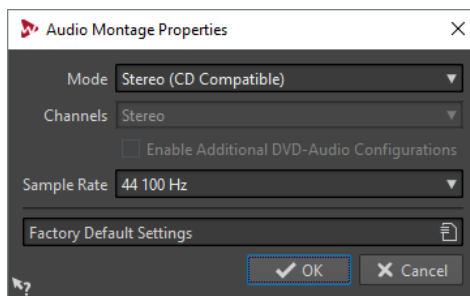 Audio Montage Properties
Mode Stereo (CD Compatible)
Channels Stereo
Enable Additional DVD-Audio Configurations
Sample Rate 44 100 Hz
Factory Default Settings
OK Cancel
?